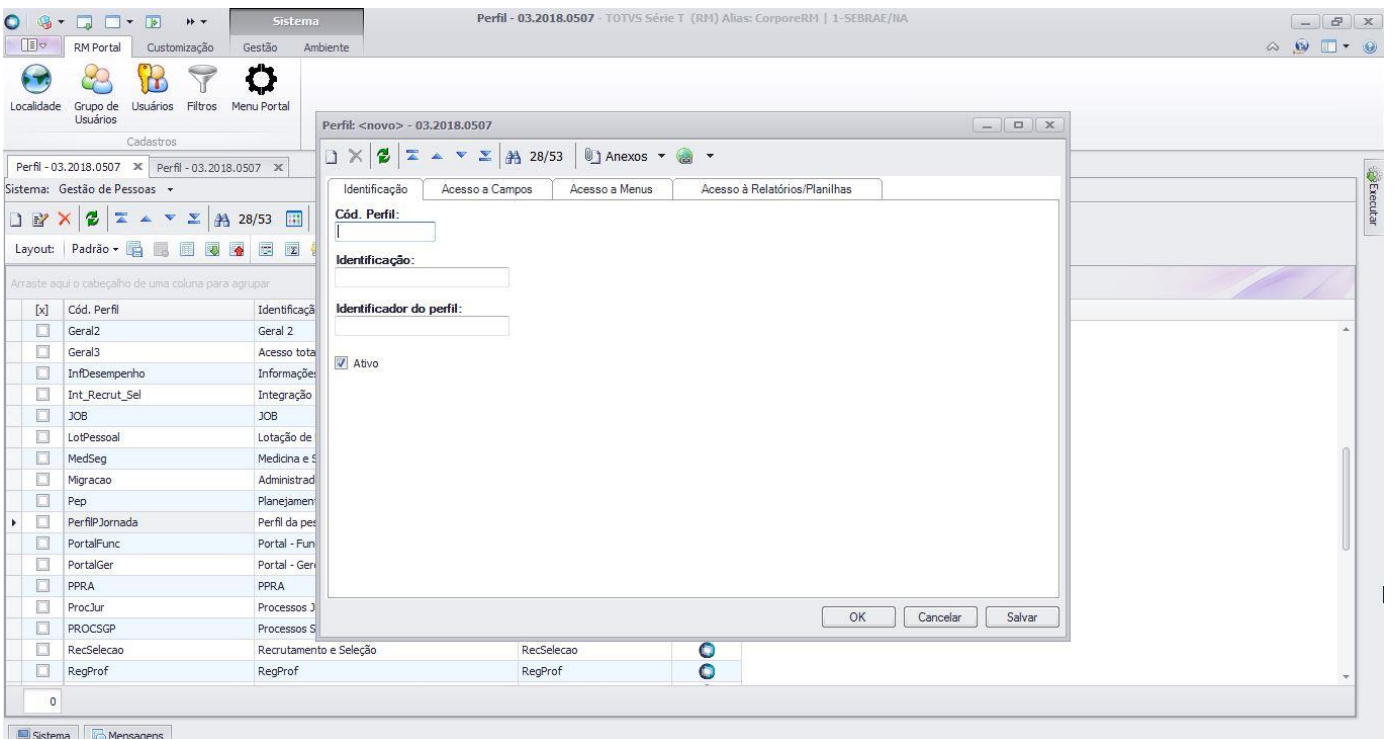 Sistema
Perfil - 03.2018.0507 - TOTVS Série T (RM) Alias: CorporeRM | 1-SEBRAE/NA
RM Portal Customização Gestão Ambiente
Localidade Grupo de Usuários Usuários Filtros Menu Portal
Cadastros
Perfil - 03.2018.0507 x Perfil - 03.2018.0507 x
Sistema: Gestão de Pessoas
28/53
Layout: Padrão
Arraste aqui o cabeçalho de uma coluna para agrupar
[x] Cód. Perfil Identificaçã
Geral2 Geral 2
Geral3 Acesso tota
InfDesempenho Informaçõe
Int_Recrut_Sel Integração
JOB JOB
LotPessoal Lotação de
MedSeg Medicina e S
Migracao Administrad
Pep Planejamen
PerfilPJornada Perfil da pes
PortalFunc Portal - Fun
PortalGer Portal - Ger
PPRA PPRA
ProcJur Processos J
PROCSGP Processos S
RecSelecao Recrutamento e Seleção RecSelecao
RegProf RegProf RegProf
0
Sistema Mensagens
Perfil: <novo> - 03.2018.0507
28/53 Anexos
Identificação Acesso a Campos Acesso a Menus Acesso à Relatórios/Planilhas
Cód. Perfil:
Identificação:
Identificador do perfil:
Ativo
OK Cancelar Salvar
Executar